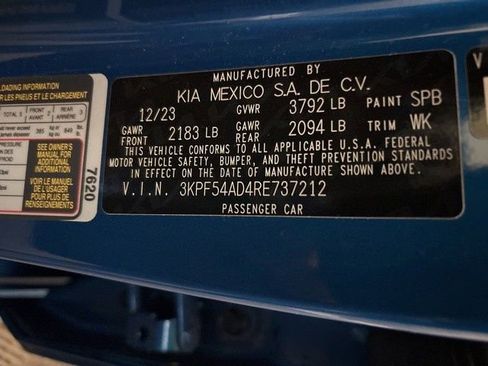 MANUFACTURED BY
KIA MEXICO S.A. DE C.V.
12/23 GVWR 3792 LB PAINT SPB
GAWR FRONT 2183 LB GAWR REAR 2094 LB TRIM WK
THIS VEHICLE CONFORMS TO ALL APPLICABLE U.S.A. FEDERAL
MOTOR VEHICLE SAFETY, BUMPER, AND THEFT PREVENTION STANDARDS
IN EFFECT ON THE DATE OF MANUFACTURE SHOWN ABOVE.
V.I.N. 3KPF54AD4RE737212
PASSENGER CAR
LOADING INFORMATION
SEE OWNER'S
MANUAL FOR
ADDITIONAL
INFORMATION
VOIR LE MANUEL
DE L'USAGER
POUR PLUS DE
RENSEIGNEMENTS
7620
V